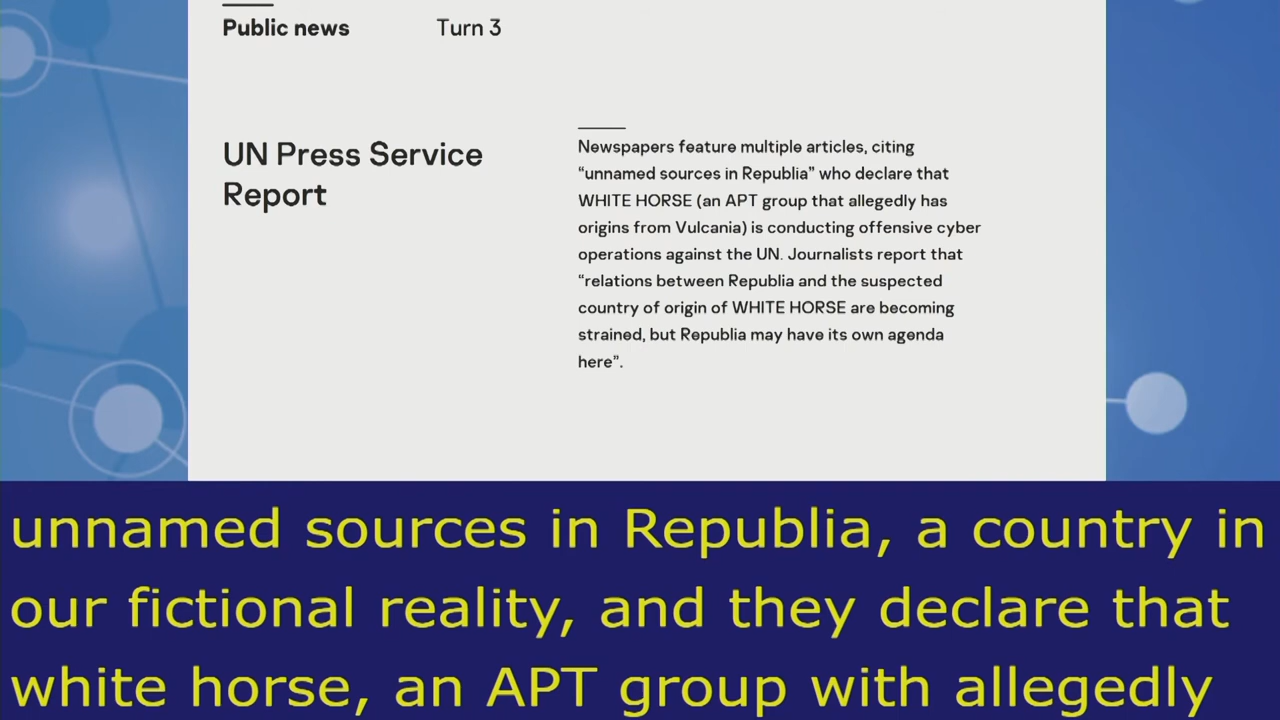 Public news
Turn 3
UN Press Service
Report
Newspapers feature multiple articles, citing
“unnamed sources in Republia” who declare that
WHITE HORSE (an APT group that allegedly has
origins from Vulcania) is conducting offensive cyber
operations against the UN. Journalists report that
“relations between Republia and the suspected
country of origin of WHITE HORSE are becoming
strained, but Republia may have its own agenda
here”.
unnamed sources in Republia, a country in
our fictional reality, and they declare that
white horse, an APT group with allegedly